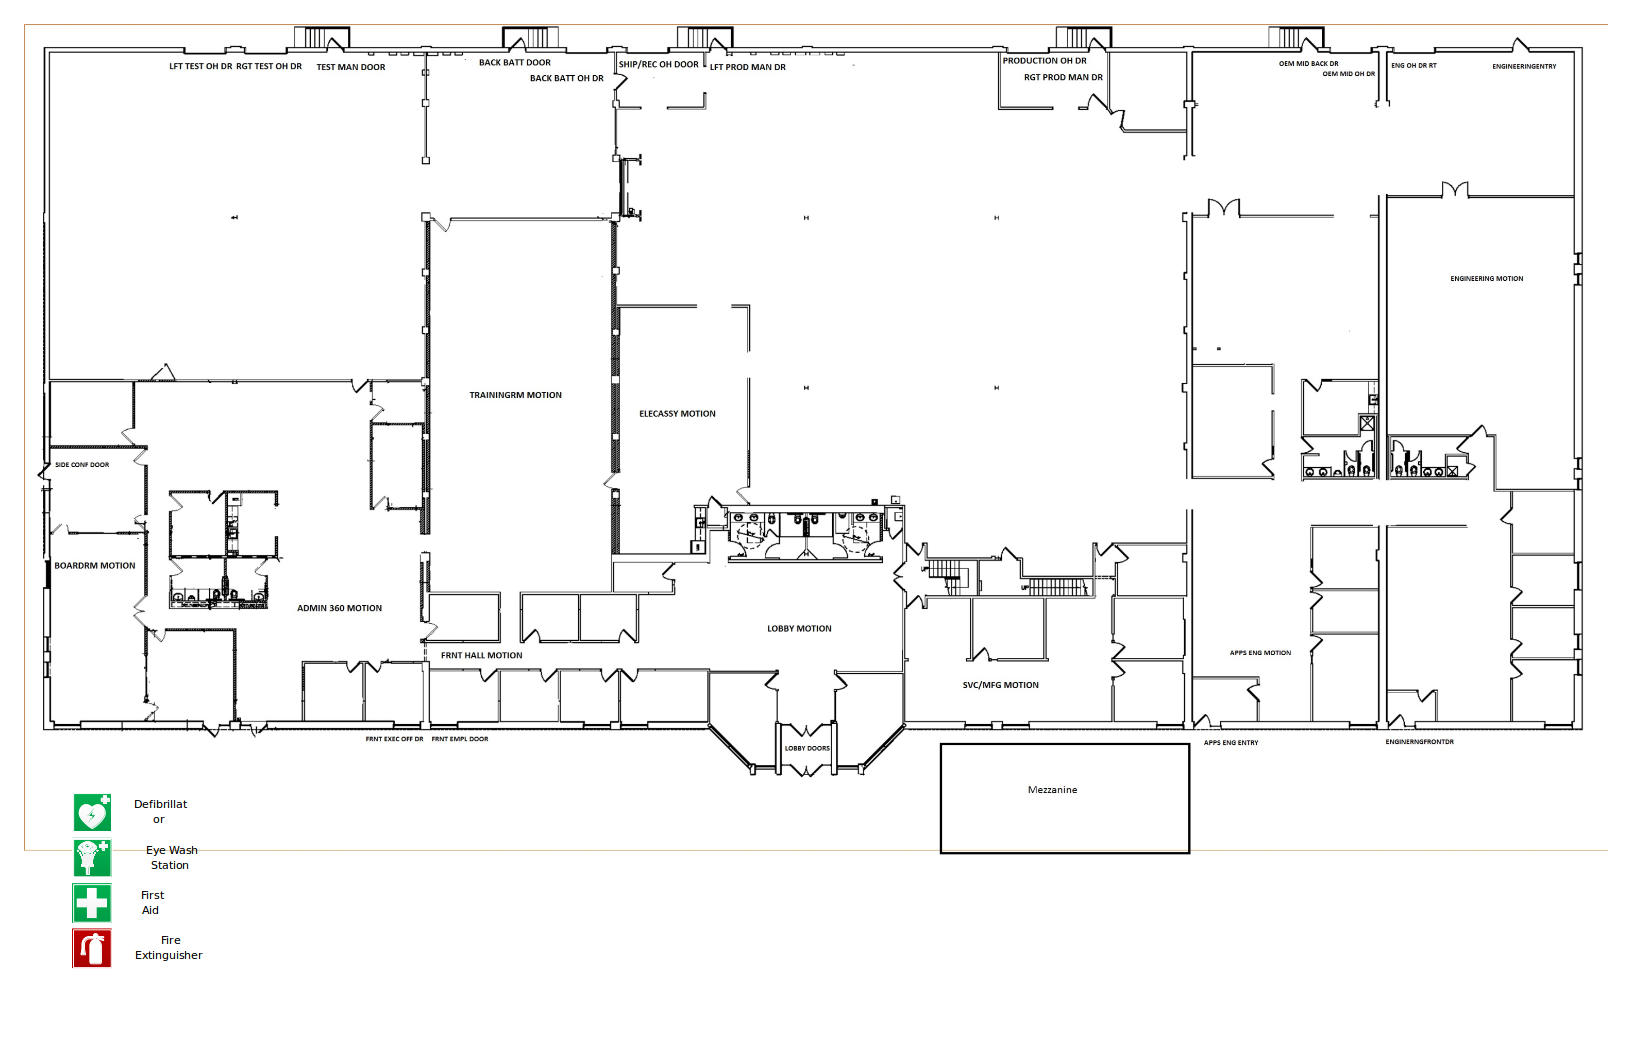 LFT TEST OH DR RGT TEST OH DR TEST MAN DOOR
BACK BATT DOOR
BACK BATT OH DR
SHIP/REC OH DOOR
LFT PROD MAN DR
PRODUCTION OH DR
RGT PROD MAN DR
OEM MID BACK DR
OEM MID OH DR
ENG OH DR RT
ENGINEERINGENTRY
ENGINEERING MOTION
TRAININGRM MOTION
ELECASSY MOTION
SIDE CONF DOOR
BOARDRM MOTION
ADMIN 360 MOTION
LOBBY MOTION
FRNT HALL MOTION
SVC/MFG MOTION
APPS ENG MOTION
FRNT EXEC OFF DR
FRNT EMPL DOOR
LOBBY DOORS
APPS ENG ENTRY
ENGINERNGFRONTDR
Mezzanine
Defibrillat
or
Eye Wash
Station
First
Aid
Fire
Extinguisher